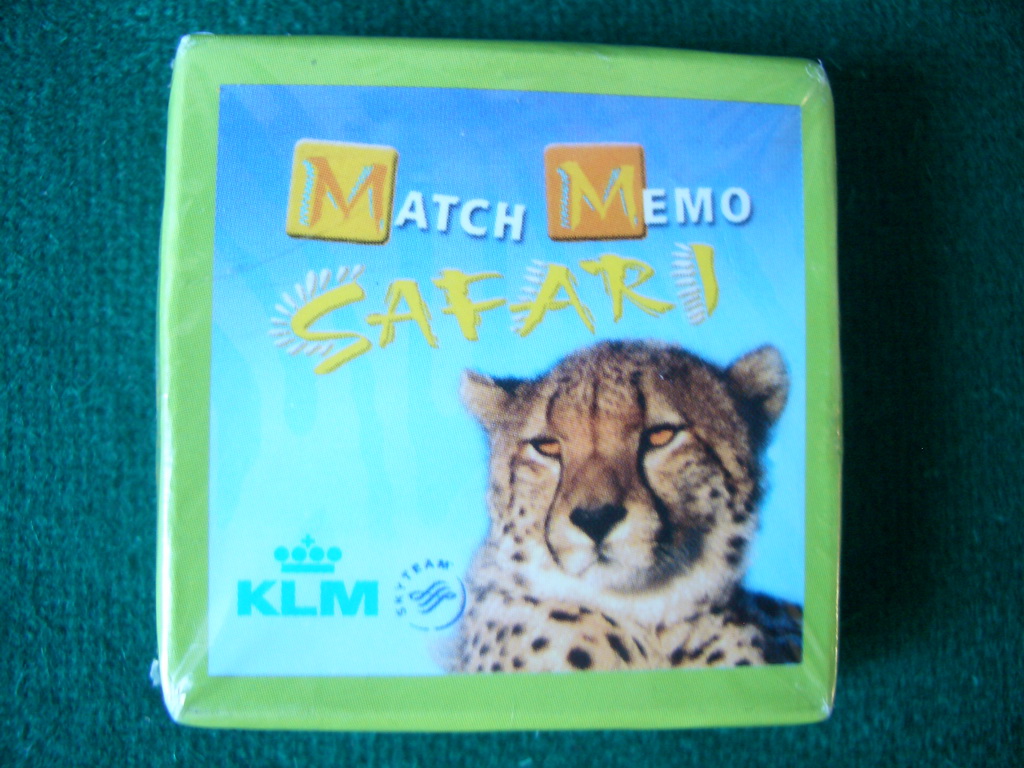 MATCH MEMO
SAFARI
KLM
SKYTEAM